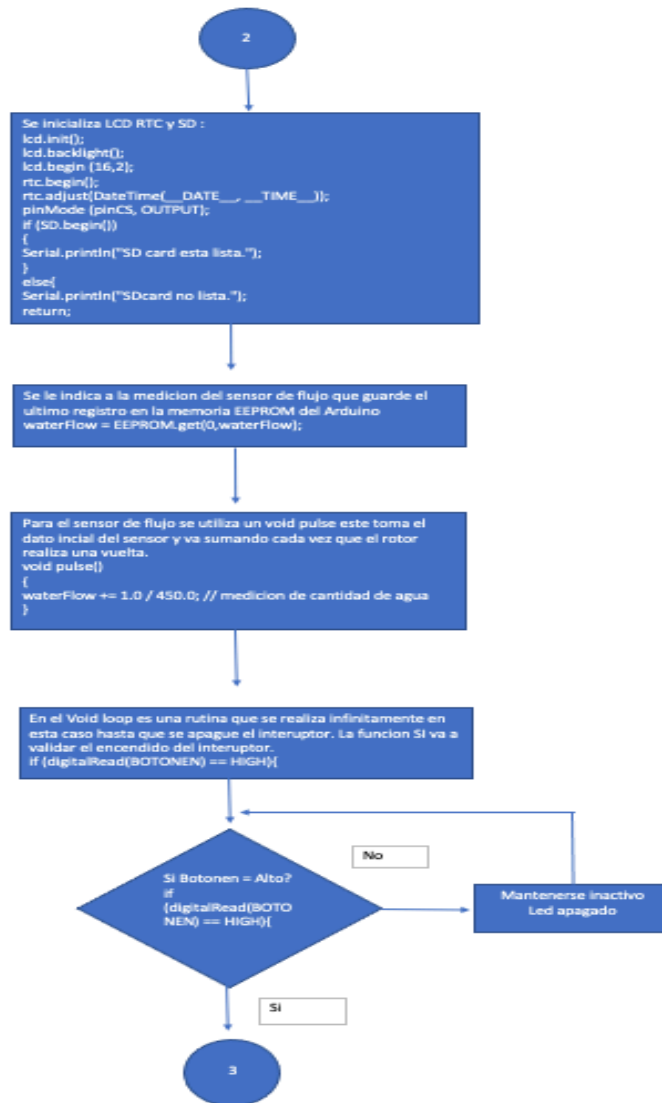 2
Se inicializa LCD RTC y SD :
lcd.init();
lcd.backlight();
lcd.begin (16,2);
rtc.begin();
rtc.adjust(DateTime(__DATE__, __TIME__));
pinMode (pinCS, OUTPUT);
if (SD.begin())
{
Serial.println("SD card esta lista.");
}
else{
Serial.println("SDcard no lista.");
return;
Se le indica a la medicion del sensor de flujo que guarde el
ultimo registro en la memoria EEPROM del Arduino
waterFlow = EEPROM.get(0,waterFlow);
Para el sensor de flujo se utiliza un void pulse este toma el
dato incial del sensor y va sumando cada vez que el rotor
realiza una vuelta.
void pulse()
{
waterFlow += 1.0 / 450.0; // medicion de cantidad de agua
}
En el Void loop es una rutina que se realiza infinitamente en
esta caso hasta que se apague el interuptor. La funcion SI va a
validar el encendido del interuptor.
if (digitalRead(BOTONEN) == HIGH){
No
Si Botonen = Alto?
if
(digitalRead(BOTO
NEN) == HIGH){
Mantenerse inactivo
Led apagado
Si
3